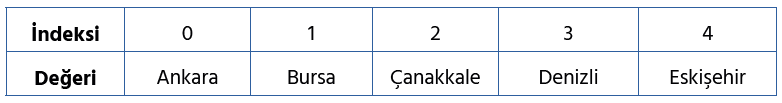 İndeksi 0 1 2 3 4
Değeri Ankara Bursa Çanakkale Denizli Eskişehir